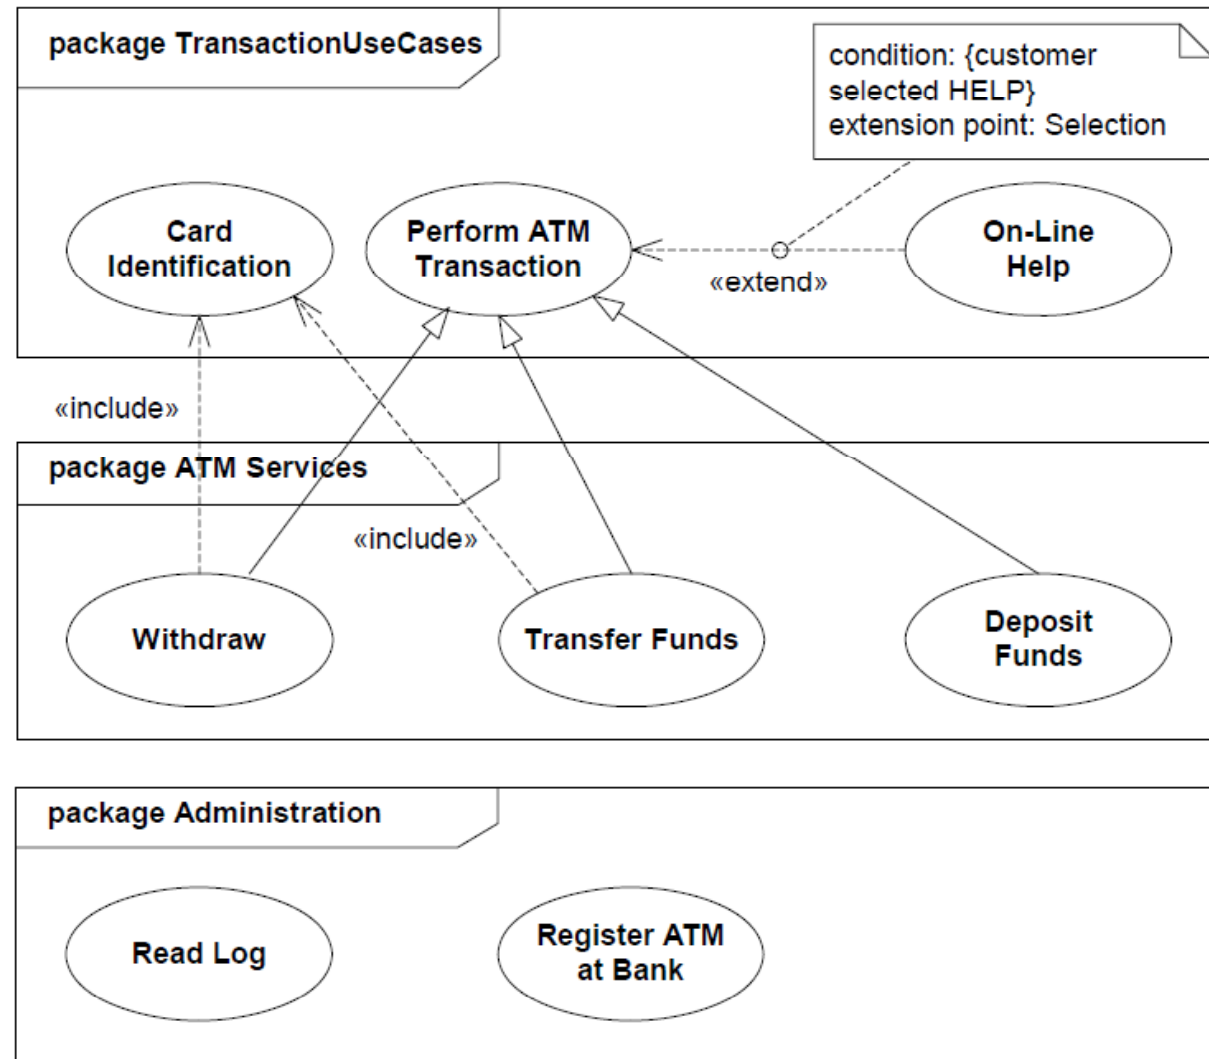 package TransactionUseCases
condition: {customer
selected HELP}
extension point: Selection
Card
Identification
Perform ATM
Transaction
On-Line
Help
«extend»
«include»
package ATM Services
«include»
Withdraw
Transfer Funds
Deposit
Funds
package Administration
Read Log
Register ATM
at Bank